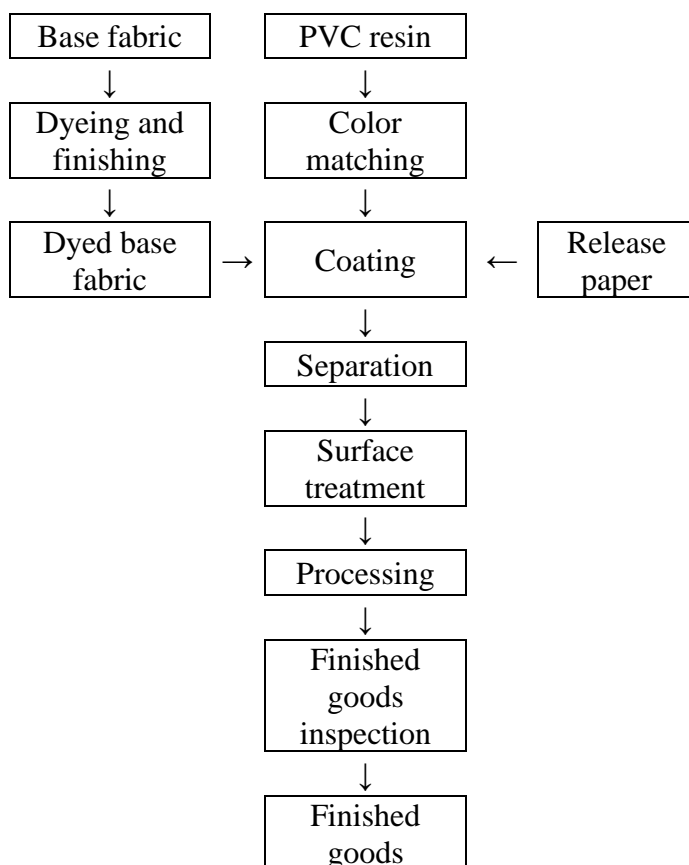 Base fabric
PVC resin
↓
↓
Dyeing and
finishing
Color
matching
↓
↓
Dyed base
fabric
→
Coating
←
Release
paper
↓
Separation
↓
Surface
treatment
↓
Processing
↓
Finished
goods
inspection
↓
Finished
goods